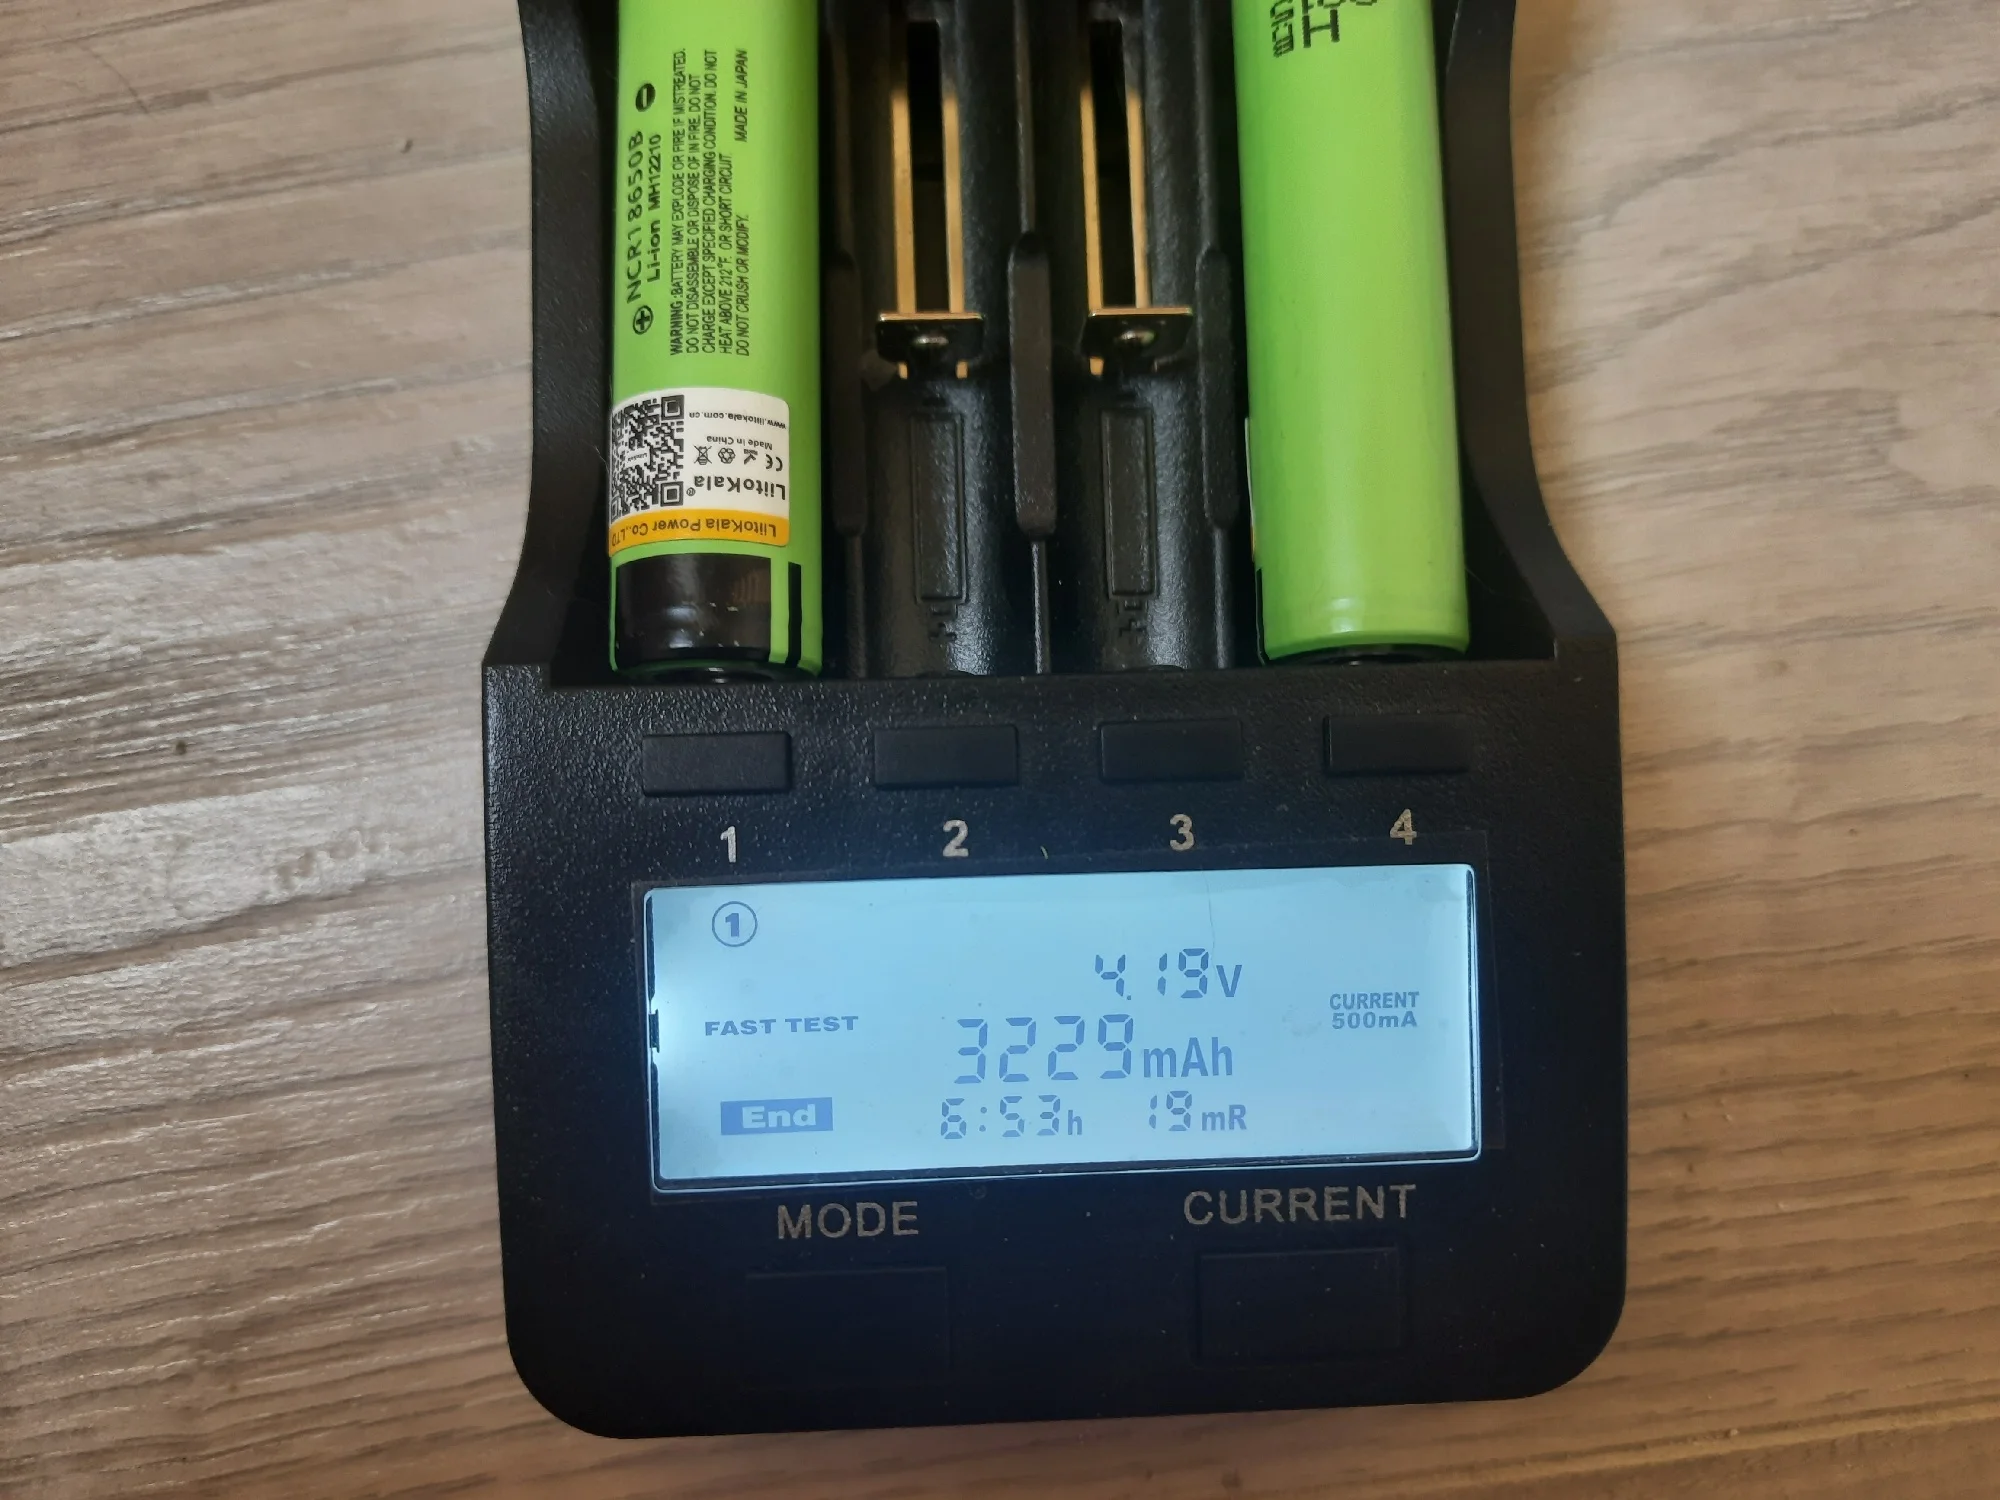 NCR18650B
Li-ion MH12210
WARNING:BATTERY MAY EXPLODE OR FIRE IF MISTREATED.
DO NOT DISASSEMBLE OR DISPOSE OF IN FIRE. DO NOT
CHARGE EXCEPT SPECIFIED CHARGING CONDITION. DO NOT
HEAT ABOVE 212°F. OR SHORT CIRCUIT.
DO NOT CRUSH OR MODIFY. MADE IN JAPAN
LiitoKala Power Co.,LTD
LiitoKala®
CE
Made in China
www.liitokala.com.cn
1 2 3 4
1
4.19V
FAST TEST
CURRENT
500mA
3229mAh
End
6:53h 19mR
MODE CURRENT